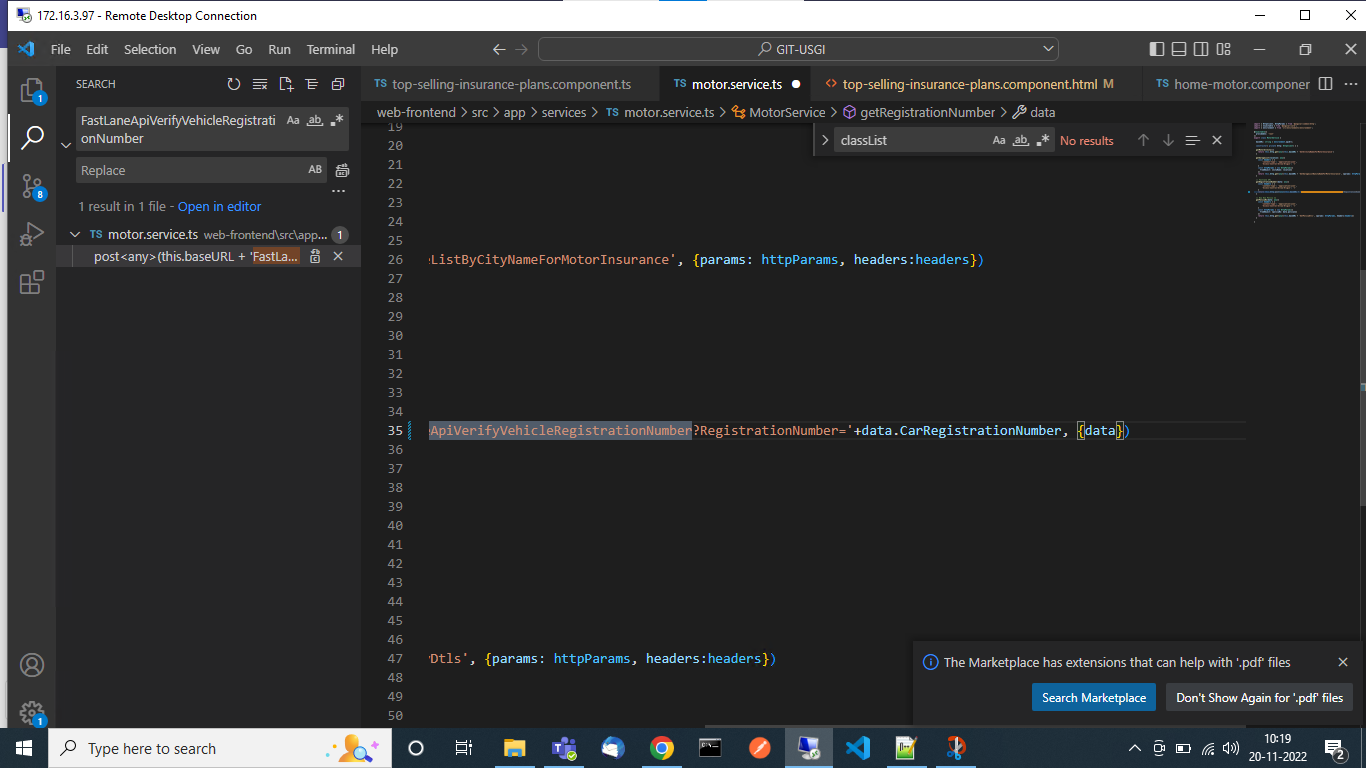 172.16.3.97 - Remote Desktop Connection
File Edit Selection View Go Run Terminal Help
GIT-USGI
SEARCH
top-selling-insurance-plans.component.ts
TS motor.service.ts
<> top-selling-insurance-plans.component.html M
TS home-motor.componer
web-frontend > src > app > services > TS motor.service.ts > MotorService > getRegistrationNumber > data
FastLaneApiVerifyVehicleRegistrati
onNumber
Aa ab
Replace
AB
1 result in 1 file - Open in editor
TS motor.service.ts web-frontend\src\app... 1
post<any>(this.baseURL + 'FastLa...
classList
Aa ab
No results
19
20
21
22
23
24
25
26 ListByCityNameForMotorInsurance', {params: httpParams, headers:headers})
27
28
29
30
31
32
33
34
35 ApiVerifyVehicleRegistrationNumber?RegistrationNumber='+data.CarRegistrationNumber, {data})
36
37
38
39
40
41
42
43
44
45
46
47 Dtls', {params: httpParams, headers:headers})
48
49
50
1
8
1
The Marketplace has extensions that can help with '.pdf' files
Search Marketplace
Don't Show Again for '.pdf' files
Type here to search
10:19
20-11-2022
2